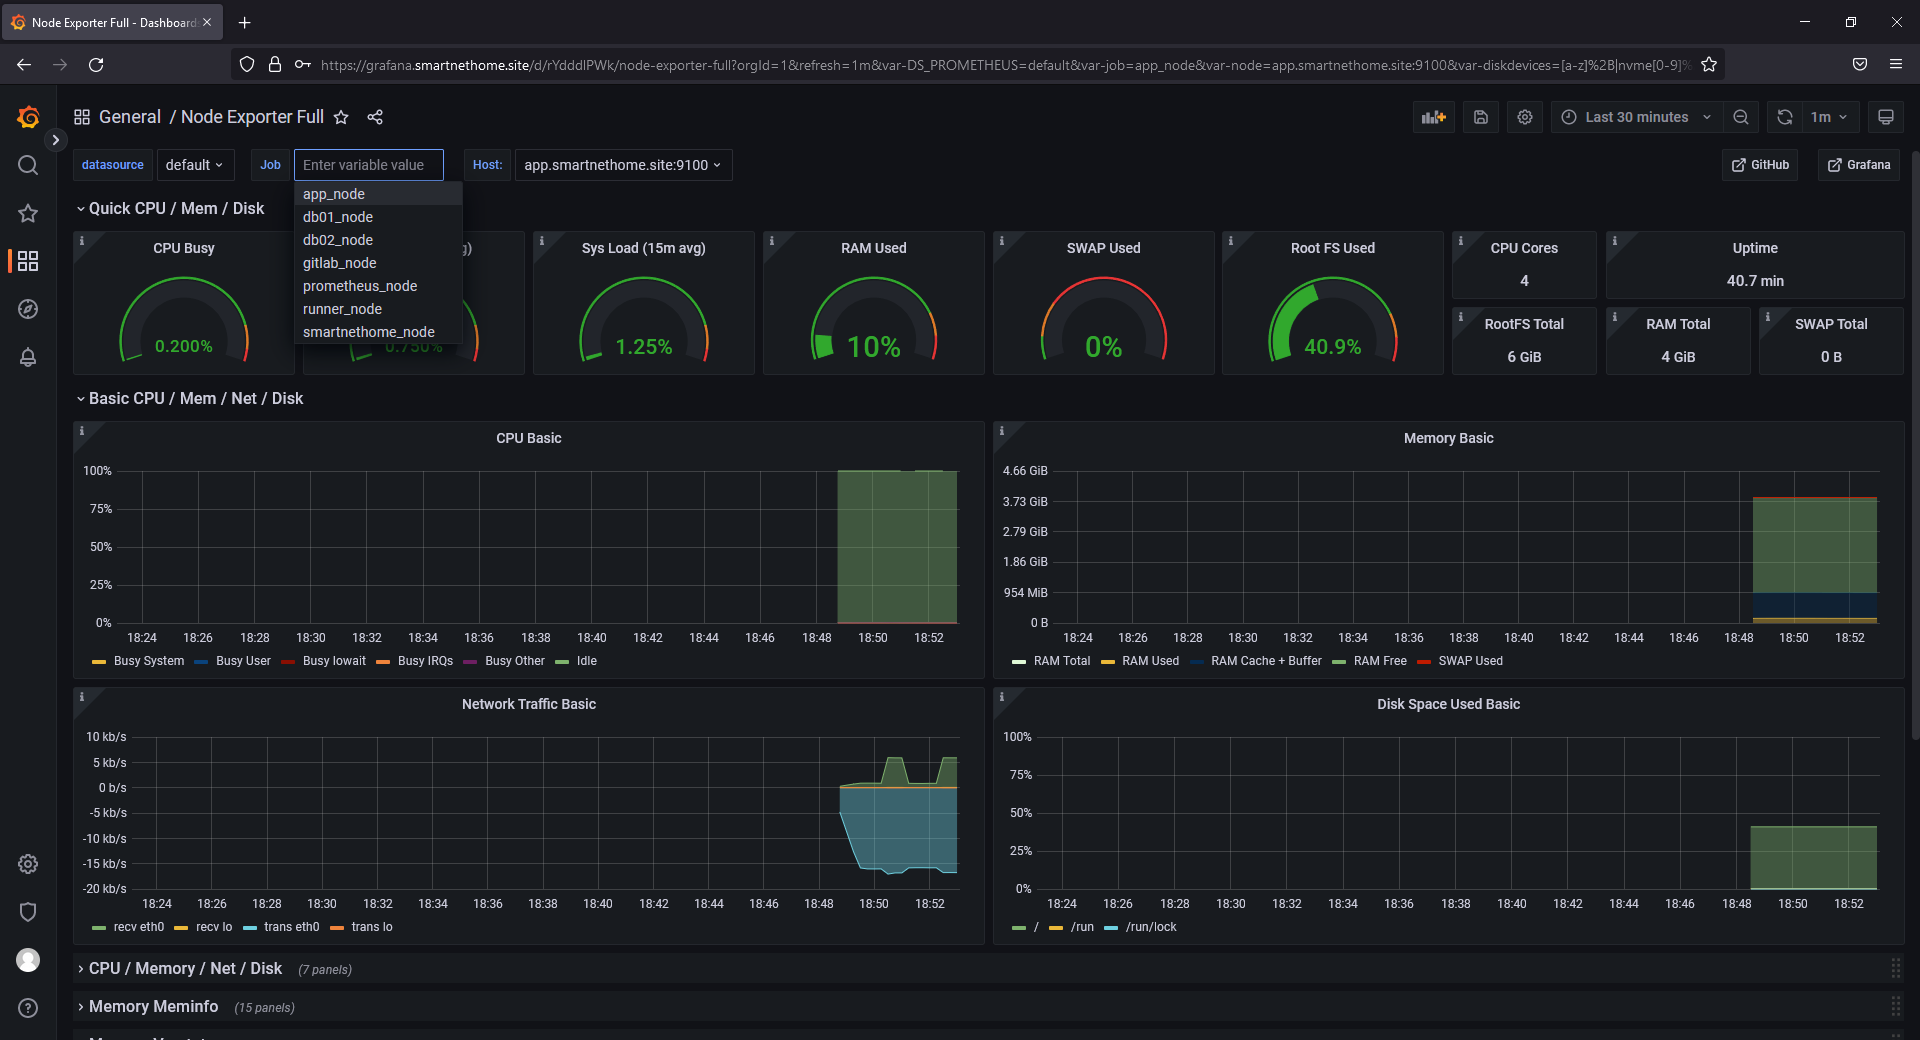 Node Exporter Full - Dashboards
https://grafana.smartnethome.site/d/rYdddlPWk/node-exporter-full?orgId=1&refresh=1m&var-DS_PROMETHEUS=default&var-job=app_node&var-node=app.smartnethome.site:9100&var-diskdevices=[a-z]%2B|nvme[0-9]%
General / Node Exporter Full
Last 30 minutes
1m
datasource default Job Enter variable value Host: app.smartnethome.site:9100
GitHub
Grafana
app_node
db01_node
db02_node
gitlab_node
prometheus_node
runner_node
smartnethome_node
Quick CPU / Mem / Disk
CPU Busy
0.200%
g)
0.750%
Sys Load (15m avg)
1.25%
RAM Used
10%
SWAP Used
0%
Root FS Used
40.9%
CPU Cores
4
Uptime
40.7 min
RootFS Total
6 GiB
RAM Total
4 GiB
SWAP Total
0 B
Basic CPU / Mem / Net / Disk
CPU Basic
100%
75%
50%
25%
0%
18:24 18:26 18:28 18:30 18:32 18:34 18:36 18:38 18:40 18:42 18:44 18:46 18:48 18:50 18:52
Busy System Busy User Busy Iowait Busy IRQs Busy Other Idle
Memory Basic
4.66 GiB
3.73 GiB
2.79 GiB
1.86 GiB
954 MiB
0 B
18:24 18:26 18:28 18:30 18:32 18:34 18:36 18:38 18:40 18:42 18:44 18:46 18:48 18:50 18:52
RAM Total RAM Used RAM Cache + Buffer RAM Free SWAP Used
Network Traffic Basic
10 kb/s
5 kb/s
0 b/s
-5 kb/s
-10 kb/s
-15 kb/s
-20 kb/s
18:24 18:26 18:28 18:30 18:32 18:34 18:36 18:38 18:40 18:42 18:44 18:46 18:48 18:50 18:52
recv eth0 recv lo trans eth0 trans lo
Disk Space Used Basic
100%
75%
50%
25%
0%
18:24 18:26 18:28 18:30 18:32 18:34 18:36 18:38 18:40 18:42 18:44 18:46 18:48 18:50 18:52
/ /run /run/lock
CPU / Memory / Net / Disk (7 panels)
Memory Meminfo (15 panels)